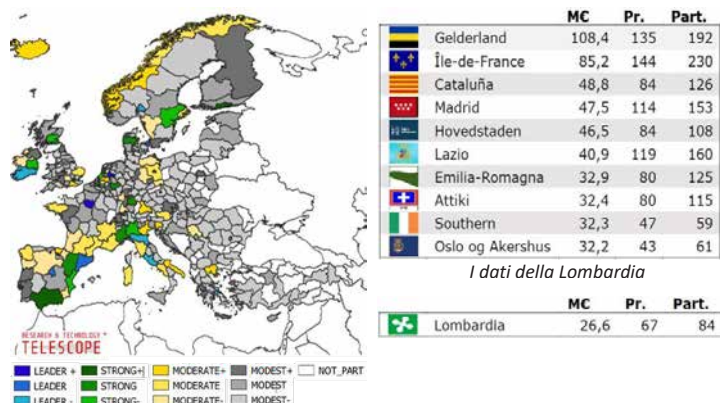 M€ Pr. Part.
Gelderland 108,4 135 192
Île-de-France 85,2 144 230
Cataluña 48,8 84 126
Madrid 47,5 114 153
Hovedstaden 46,5 84 108
Lazio 40,9 119 160
Emilia-Romagna 32,9 80 125
Attiki 32,4 80 115
Southern 32,3 47 59
Oslo og Akershus 32,2 43 61
I dati della Lombardia
M€ Pr. Part.
Lombardia 26,6 67 84
RESEARCH & TECHNOLOGY
TELESCOPE
LEADER + STRONG+ MODERATE+ MODEST+ NOT_PART
LEADER STRONG MODERATE MODEST
LEADER - STRONG- MODERATE- MODEST-